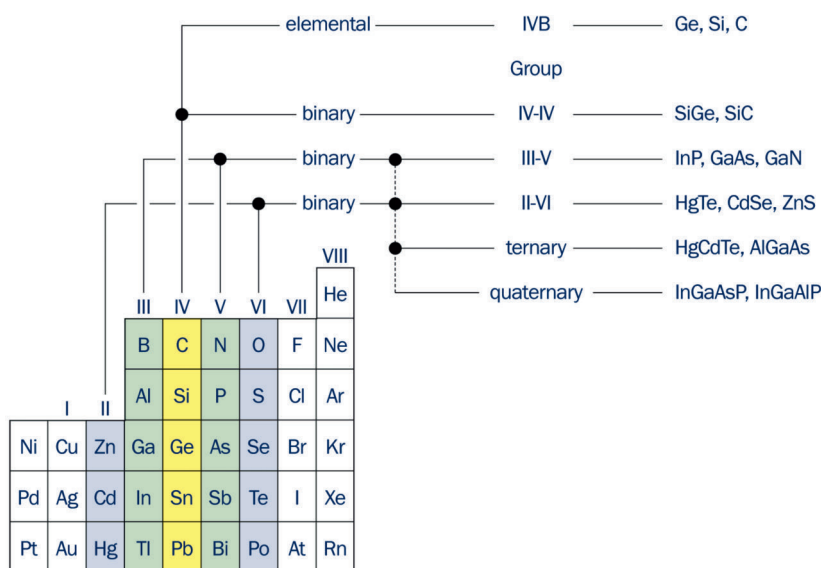 elemental IVB Ge, Si, C
Group
binary IV-IV SiGe, SiC
binary III-V InP, GaAs, GaN
binary II-VI HgTe, CdSe, ZnS
ternary HgCdTe, AlGaAs
quaternary InGaAsP, InGaAlP
VIII
He
III IV V VI VII
B C N O F Ne
Al Si P S Cl Ar
I II
Ni Cu Zn Ga Ge As Se Br Kr
Pd Ag Cd In Sn Sb Te I Xe
Pt Au Hg Tl Pb Bi Po At Rn